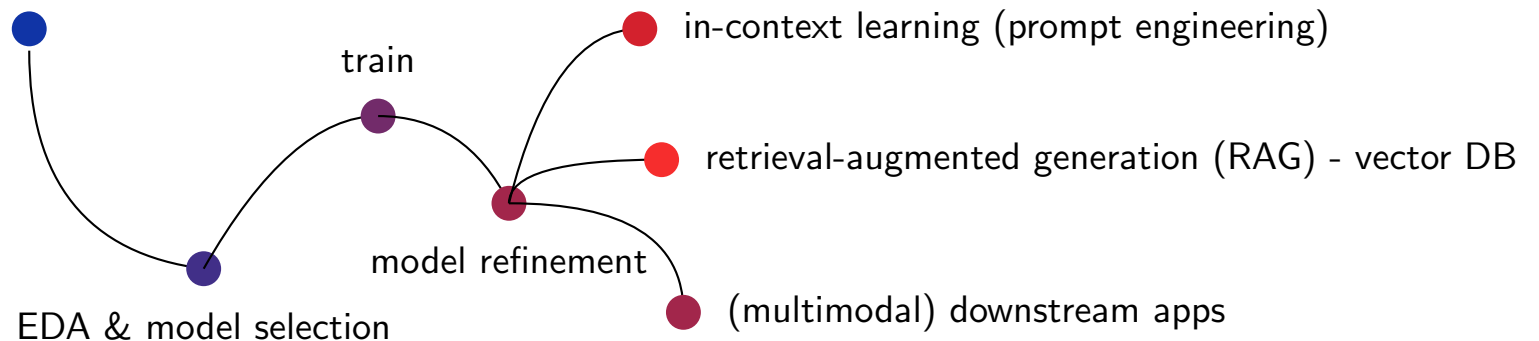 in-context learning (prompt engineering)
train
retrieval-augmented generation (RAG) - vector DB
model refinement
(multimodal) downstream apps
EDA & model selection